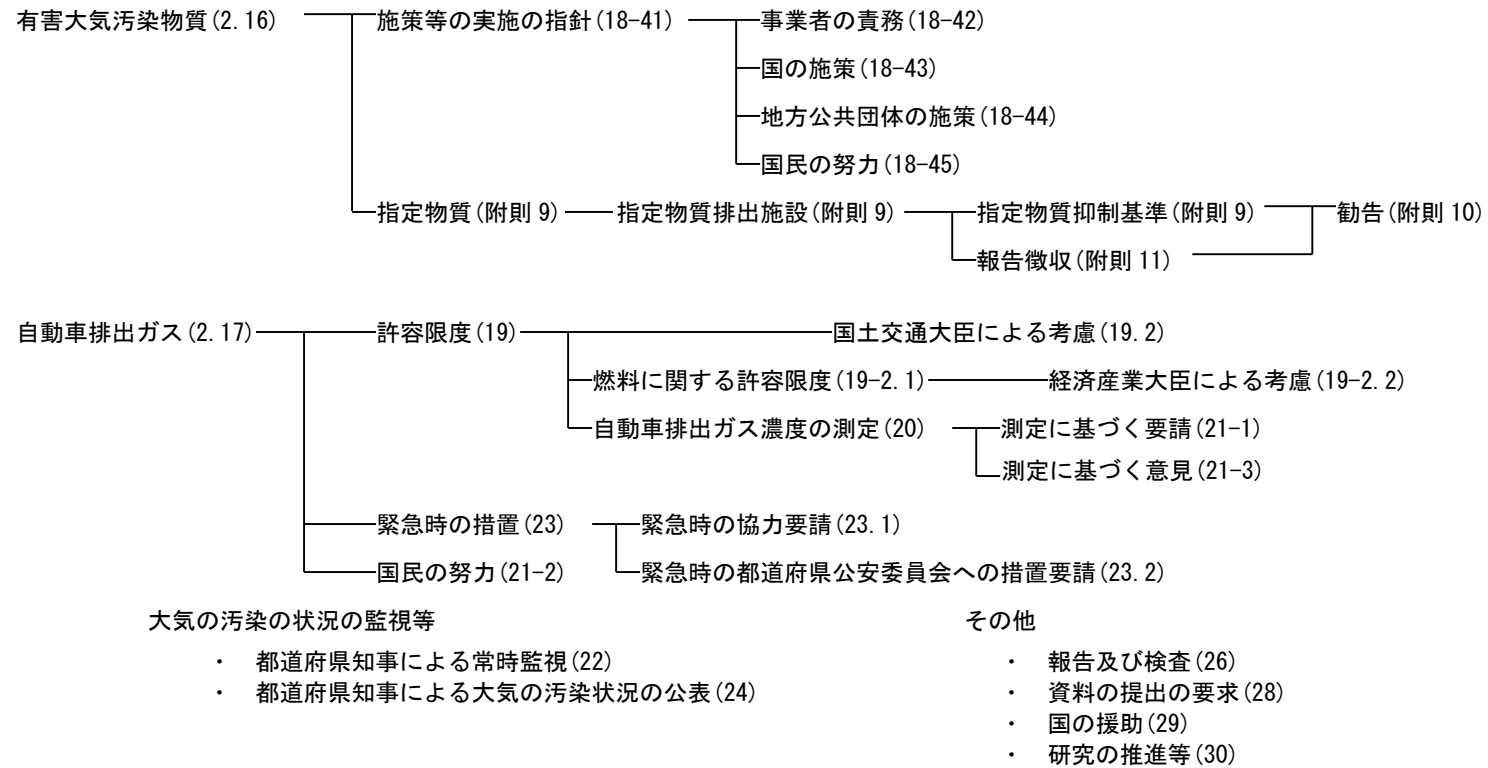 有害大気汚染物質(2.16) 施策等の実施の指針(18-41) 事業者の責務(18-42)
国の施策(18-43)
地方公共団体の施策(18-44)
国民の努力(18-45)
指定物質(附則 9) 指定物質排出施設(附則 9) 指定物質抑制基準(附則 9) 勧告(附則 10)
報告徴収(附則 11)
自動車排出ガス(2.17) 許容限度(19) 国土交通大臣による考慮(19.2)
燃料に関する許容限度(19-2.1) 経済産業大臣による考慮(19-2.2)
自動車排出ガス濃度の測定(20) 測定に基づく要請(21-1)
測定に基づく意見(21-3)
緊急時の措置(23) 緊急時の協力要請(23.1)
国民の努力(21-2) 緊急時の都道府県公安委員会への措置要請(23.2)
大気の汚染の状況の監視等
・ 都道府県知事による常時監視(22)
・ 都道府県知事による大気の汚染状況の公表(24)
その他
・ 報告及び検査(26)
・ 資料の提出の要求(28)
・ 国の援助(29)
・ 研究の推進等(30)